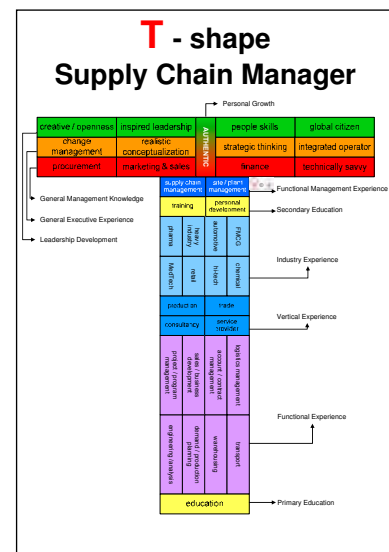 T - shape
Supply Chain Manager
Personal Growth
creative / openness
inspired leadership
people skills
global citizen
change
management
realistic
conceptualization
AUTHENTIC
strategic thinking
integrated operator
procurement
marketing & sales
finance
technically savvy
supply chain
management
site / plant
management
Functional Management Experience
General Management Knowledge
training
personal
development
Secondary Education
General Executive Experience
Leadership Development
pharma
heavy
industry
automotive
FMCG
Industry Experience
MedTech
retail
hi-tech
chemical
production
trade
consultancy
service
provider
Vertical Experience
project / program
management
sales / business
development
account / contract
management
logistics management
Functional Experience
engineering/analysis
demand / production
planning
warehousing
transport
education
Primary Education